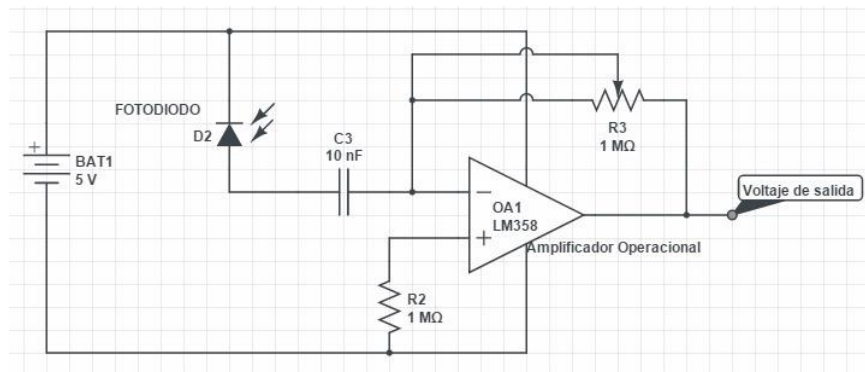 FOTODIODO
D2
+
BAT1
5 V
C3
10 nF
R3
1 MΩ
−
OA1
LM358
+
Amplificador Operacional
Voltaje de salida
R2
1 MΩ